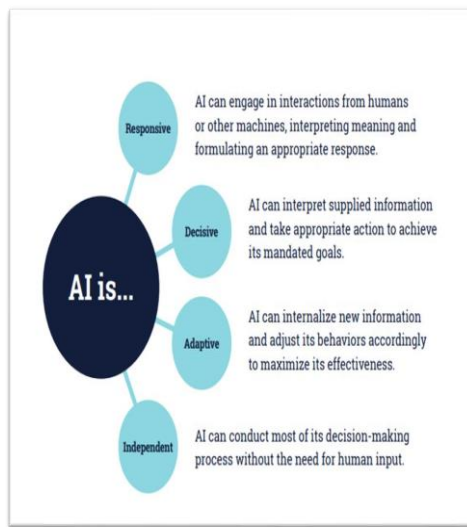 Responsive
AI can engage in interactions from humans
or other machines, interpreting meaning and
formulating an appropriate response.
Decisive
AI can interpret supplied information
and take appropriate action to achieve
its mandated goals.
AI is...
Adaptive
AI can internalize new information
and adjust its behaviors accordingly
to maximize its effectiveness.
Independent
AI can conduct most of its decision-making
process without the need for human input.